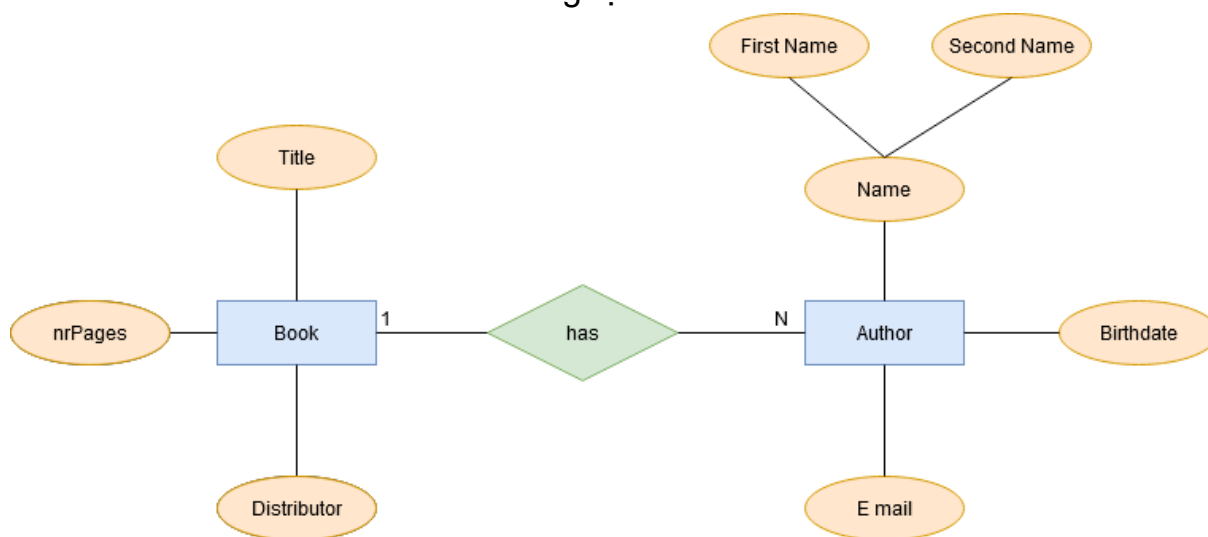 First Name
Second Name
Title
Name
nrPages
Book
1
has
N
Author
Birthdate
Distributor
E mail